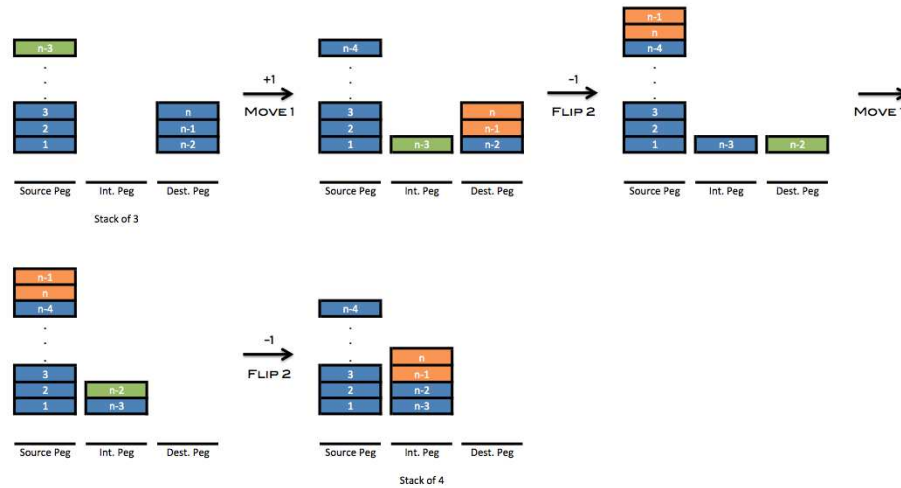 n-3
.
.
.
3
2
1
n
n-1
n-2
Source Peg
Int. Peg
Dest. Peg
Stack of 3
+1
MOVE 1
n-4
.
.
.
3
2
1
n-3
n
n-1
n-2
Source Peg
Int. Peg
Dest. Peg
−1
FLIP 2
n-1
n
n-4
.
.
.
3
2
1
n-3
n-2
Source Peg
Int. Peg
Dest. Peg
MOVE
n-1
n
n-4
.
.
.
3
2
1
n-2
n-3
Source Peg
Int. Peg
Dest. Peg
−1
FLIP 2
n-4
.
.
.
3
2
1
n
n-1
n-2
n-3
Source Peg
Int. Peg
Dest. Peg
Stack of 4